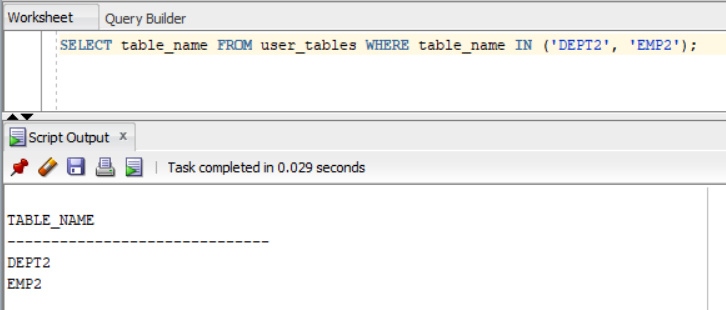 Worksheet Query Builder
SELECT table_name FROM user_tables WHERE table_name IN ('DEPT2', 'EMP2');
Script Output x
Task completed in 0.029 seconds
TABLE_NAME
------------------------------
DEPT2
EMP2